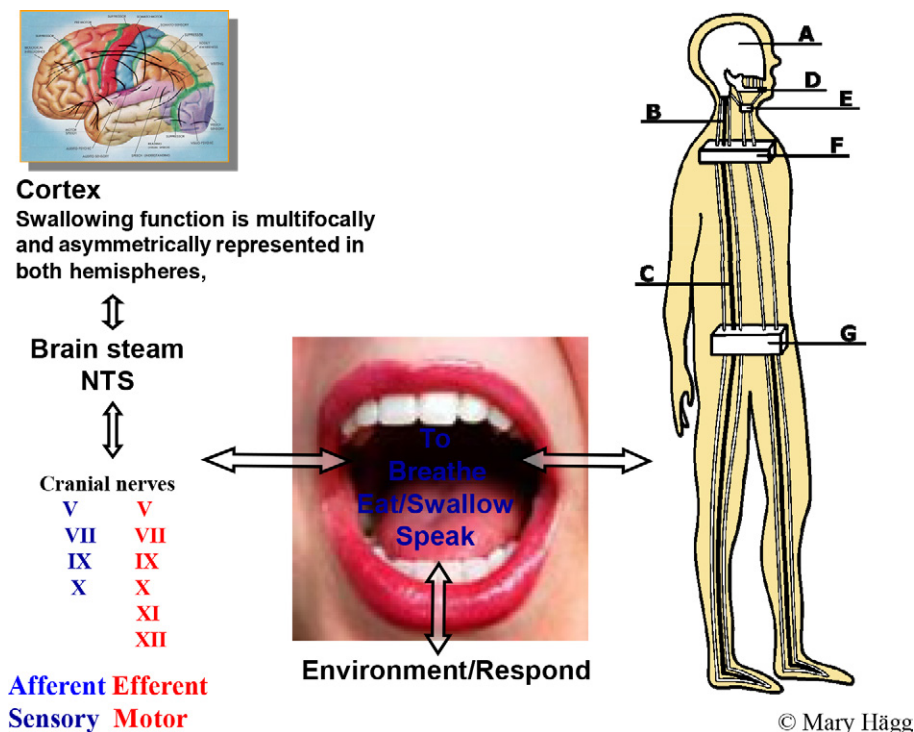 Cortex
Swallowing function is multifocally
and asymmetrically represented in
both hemispheres,
Brain steam
NTS
Cranial nerves
V V
VII VII
IX IX
X X
XI
XII
Afferent Efferent
Sensory Motor
To
Breathe
Eat/Swallow
Speak
Environment/Respond
A
D
E
B
F
C
G
© Mary Hägg